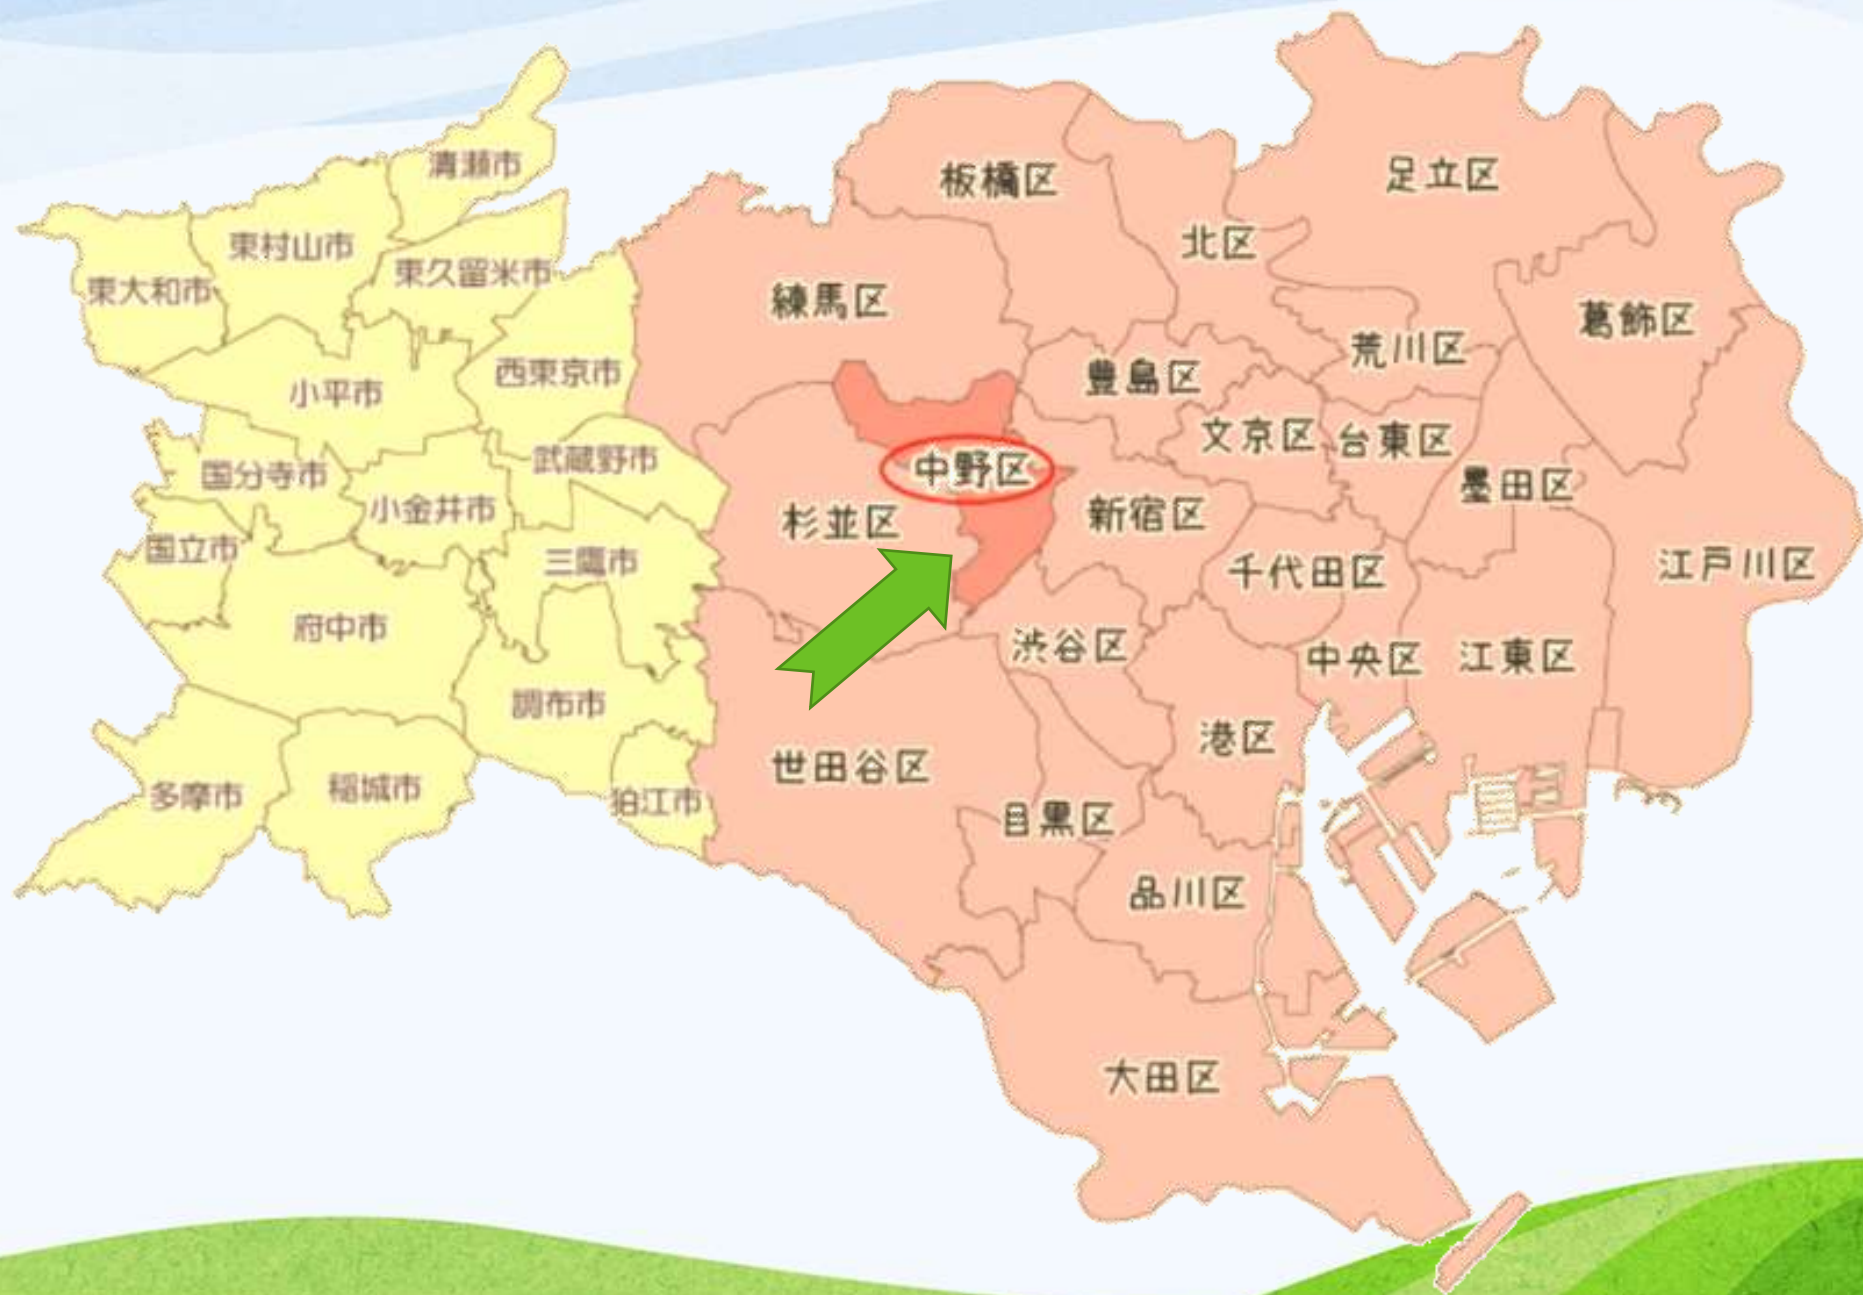 清瀬市
東村山市
東久留米市
東大和市
小平市
西東京市
国分寺市
小金井市
武蔵野市
国立市
三鷹市
府中市
調布市
多摩市
稲城市
狛江市
板橋区
足立区
北区
練馬区
葛飾区
荒川区
豊島区
文京区
台東区
中野区
墨田区
杉並区
新宿区
千代田区
江戸川区
渋谷区
中央区
江東区
港区
世田谷区
目黒区
品川区
大田区